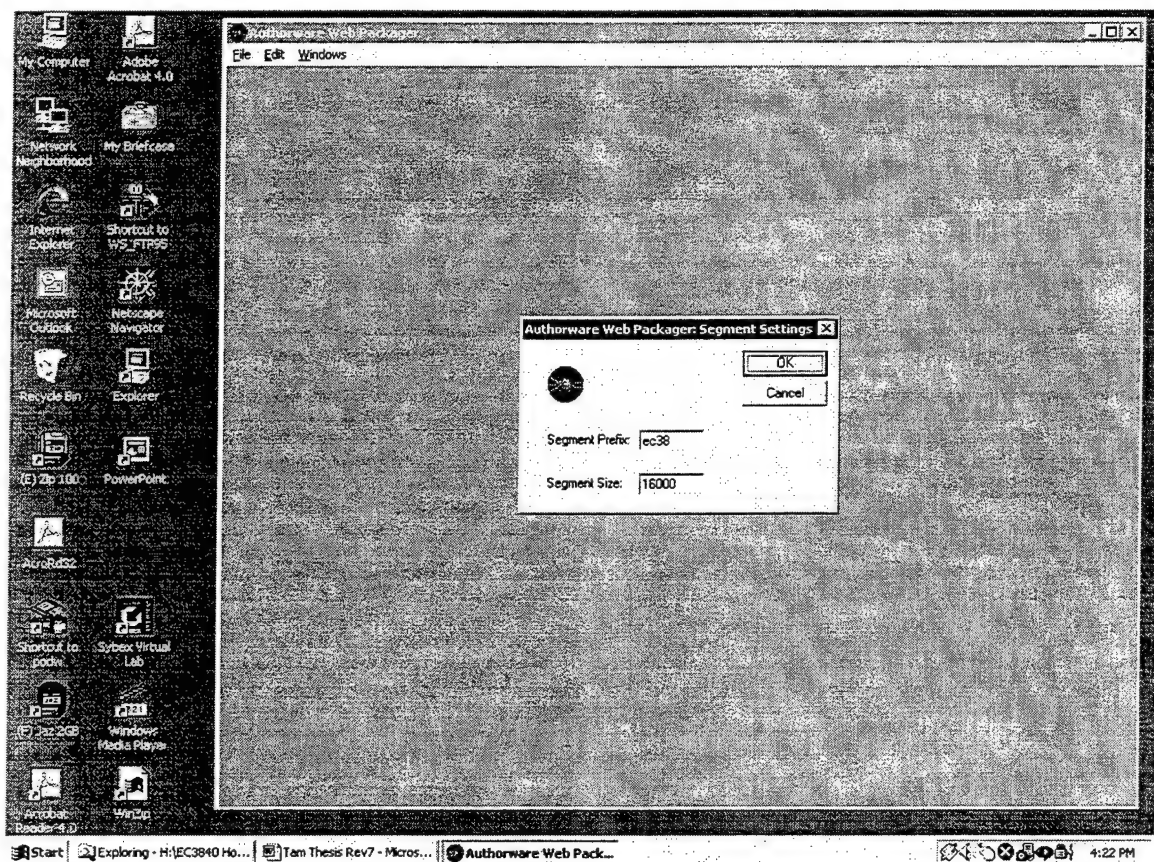 My Computer
Adobe
Acrobat 4.0
Network
Neighborhood
My Briefcase
Internet
Explorer
Shortcut to
WS_FTP95
Microsoft
Outlook
Netscape
Navigator
Recycle Bin
Explorer
(E) Zip 100
PowerPoint
AcroRd32
Shortcut to
podw
Sybex Virtual
Lab
(F) Jaz 2GB
Windows
Media Player
Acrobat
Reader 4.0
WinZip
Authorware Web Packager
File Edit Windows
Authorware Web Packager: Segment Settings
OK
Cancel
Segment Prefix: ec38
Segment Size: 16000
Start
Exploring - H:\EC3840 Ho...
Tam Thesis Rev7 - Micros...
Authorware Web Pack...
4:22 PM